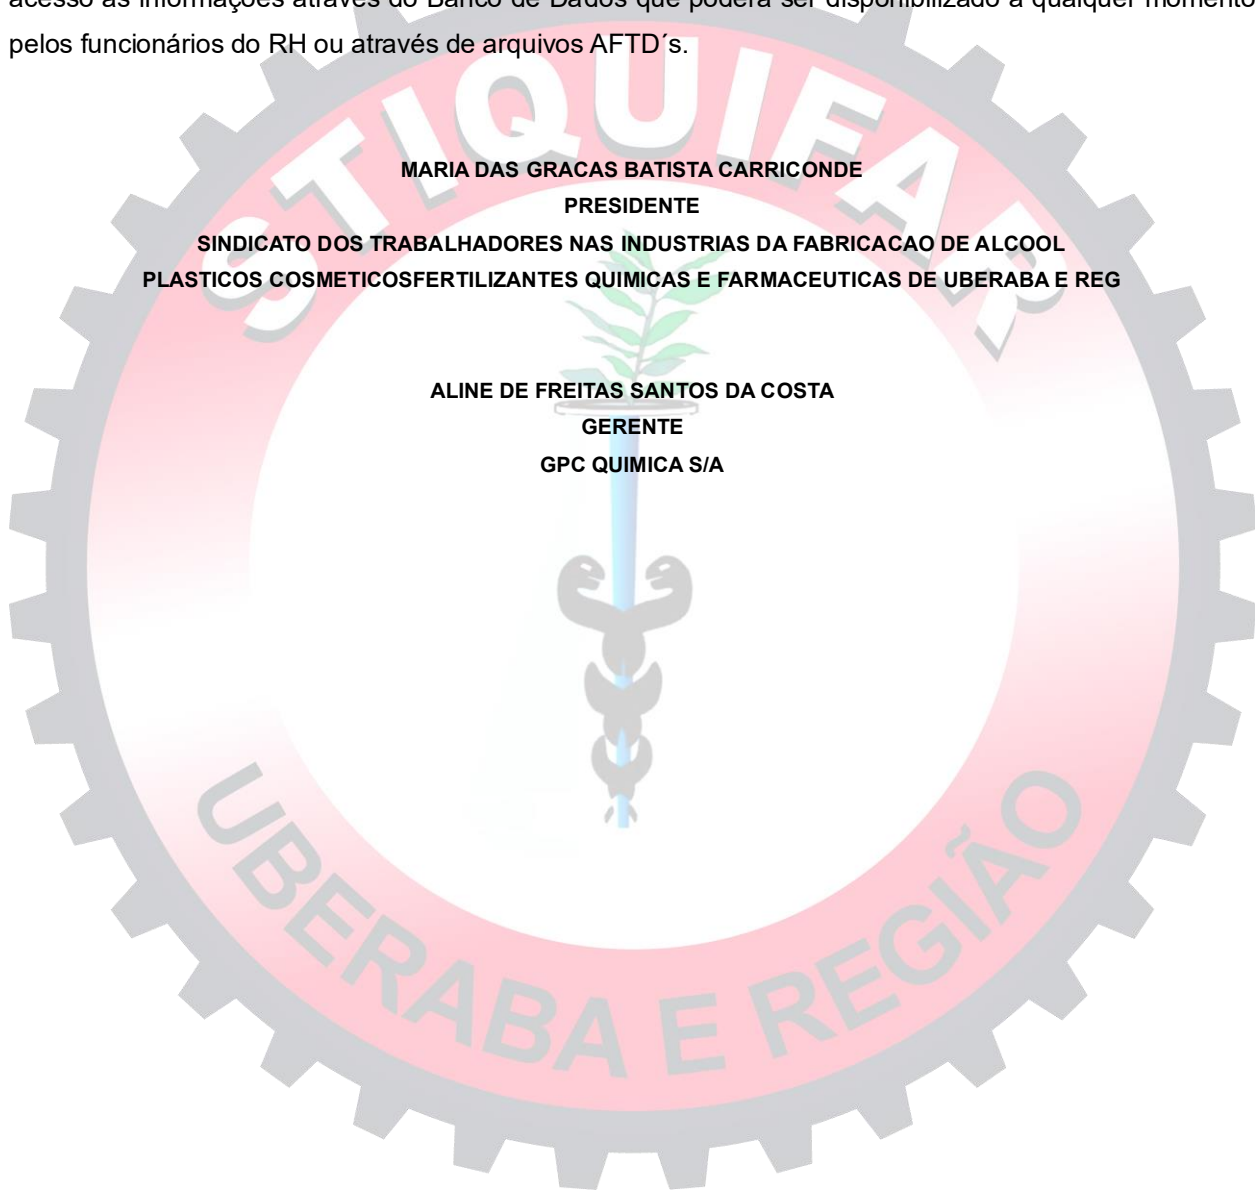 acesso às informações através do Banco de Dados que poderá ser disponibilizado a qualquer momento
pelos funcionários do RH ou através de arquivos AFTD´s.
STIQUIFAR
MARIA DAS GRACAS BATISTA CARRICONDE
PRESIDENTE
SINDICATO DOS TRABALHADORES NAS INDUSTRIAS DA FABRICACAO DE ALCOOL
PLASTICOS COSMETICOSFERTILIZANTES QUIMICAS E FARMACEUTICAS DE UBERABA E REG
ALINE DE FREITAS SANTOS DA COSTA
GERENTE
GPC QUIMICA S/A
UBERABA E REGIÃO